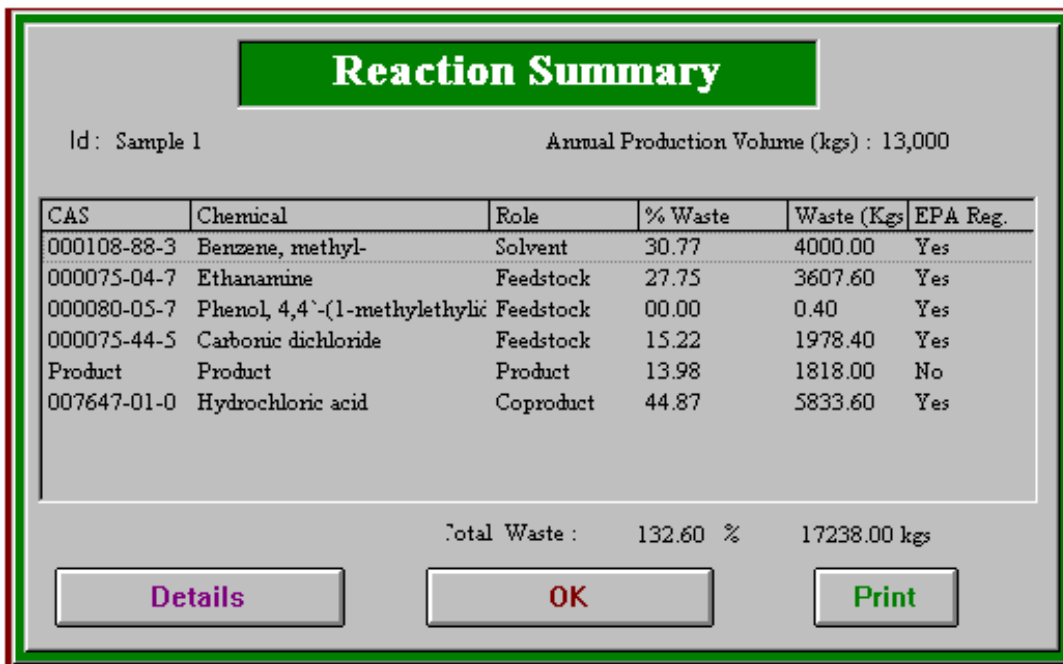 Reaction Summary
Id : Sample 1 Annual Production Volume (kgs) : 13,000
CAS Chemical Role % Waste Waste (Kgs EPA Reg.
000108-88-3 Benzene, methyl- Solvent 30.77 4000.00 Yes
000075-04-7 Ethanamine Feedstock 27.75 3607.60 Yes
000080-05-7 Phenol, 4,4`-(1-methylethylid Feedstock 00.00 0.40 Yes
000075-44-5 Carbonic dichloride Feedstock 15.22 1978.40 Yes
Product Product Product 13.98 1818.00 No
007647-01-0 Hydrochloric acid Coproduct 44.87 5833.60 Yes
Total Waste : 132.60 % 17238.00 kgs
Details OK Print